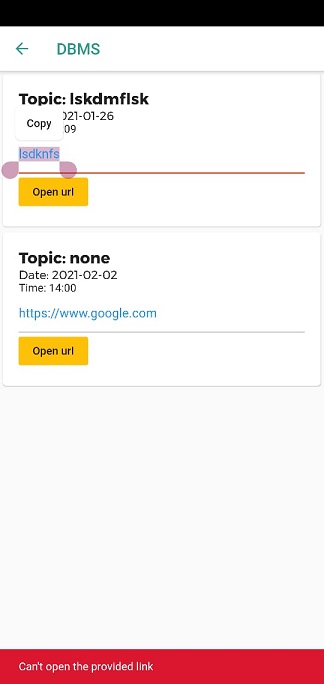 DBMS
Topic: lskdmflsk
Copy
021-01-26
09
lsdknfs
Open url
Topic: none
Date: 2021-02-02
Time: 14:00
https://www.google.com
Open url
Can't open the provided link